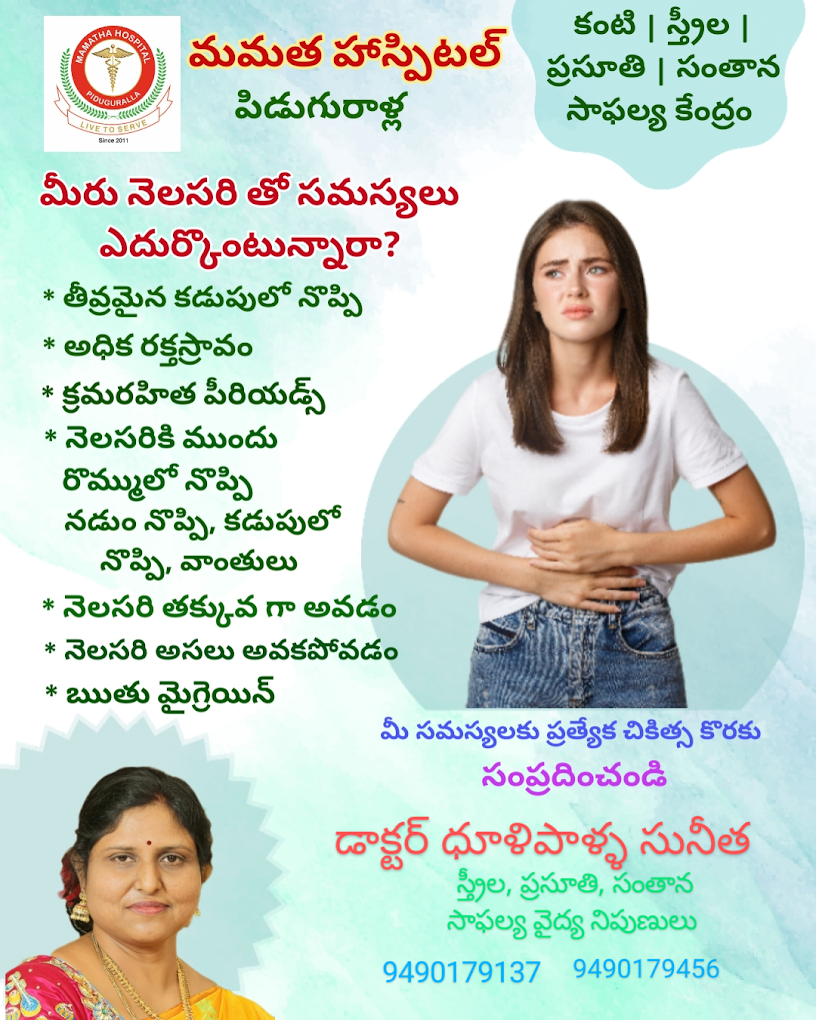 MAMATHA HOSPITAL
PIDUGURALLA
LIVE TO SERVE
Since 2011
మమత హాస్పిటల్
పిడుగురాళ్ల
కంటి | స్త్రీల |
ప్రసూతి | సంతాన
సాఫల్య కేంద్రం
మీరు నెలసరి తో సమస్యలు
ఎదుర్కొంటున్నారా?
* తీవ్రమైన కడుపులో నొప్పి
* అధిక రక్తస్రావం
* క్రమరహిత పీరియడ్స్
* నెలసరికి ముందు
రొమ్ములో నొప్పి
నడుం నొప్పి, కడుపులో
నొప్పి, వాంతులు
* నెలసరి తక్కువ గా అవడం
* నెలసరి అసలు అవకపోవడం
* ఋతు మైగ్రెయిన్
మీ సమస్యలకు ప్రత్యేక చికిత్స కొరకు
సంప్రదించండి
డాక్టర్ ధూళిపాళ్ళ సునీత
స్త్రీల, ప్రసూతి, సంతాన
సాఫల్య వైద్య నిపుణులు
9490179137 9490179456